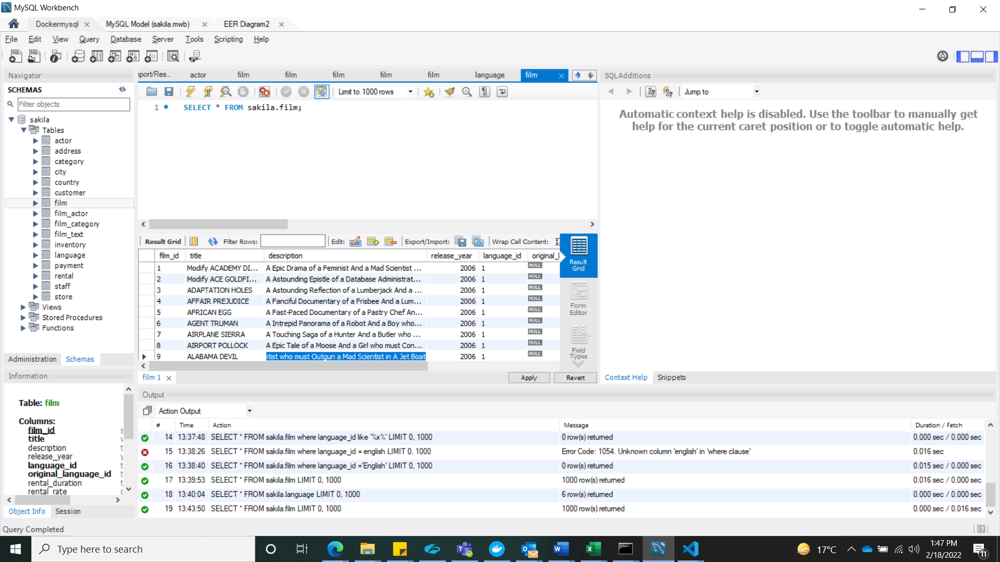 MySQL Workbench
Dockermysql
MySQL Model (sakila.mwb)
EER Diagram2
File Edit View Query Database Server Tools Scripting Help
Navigator
SCHEMAS
Filter objects
sakila
Tables
actor
address
category
city
country
customer
film
film_actor
film_category
film_text
inventory
language
payment
rental
staff
store
Views
Stored Procedures
Functions
Administration Schemas
Information
Table: film
Columns:
film_id
title
description
release_year
language_id
original_language_id
rental_duration
rental_rate
Object Info Session
Query Completed
nport/Res... actor film film film film film language film
Limit to 1000 rows
1 SELECT * FROM sakila.film;
Result Grid Filter Rows: Edit: Export/Import: Wrap Cell Content:
film_id title description release_year language_id original_l
1 Modify ACADEMY DI... A Epic Drama of a Feminist And a Mad Scientist ... 2006 1 NULL
2 Modify ACE GOLDFI... A Astounding Epistle of a Database Administrat... 2006 1 NULL
3 ADAPTATION HOLES A Astounding Reflection of a Lumberjack And a ... 2006 1 NULL
4 AFFAIR PREJUDICE A Fanciful Documentary of a Frisbee And a Lum... 2006 1 NULL
5 AFRICAN EGG A Fast-Paced Documentary of a Pastry Chef An... 2006 1 NULL
6 AGENT TRUMAN A Intrepid Panorama of a Robot And a Boy who... 2006 1 NULL
7 AIRPLANE SIERRA A Touching Saga of a Hunter And a Butler who ... 2006 1 NULL
8 AIRPORT POLLOCK A Epic Tale of a Moose And a Girl who must Con... 2006 1 NULL
9 ALABAMA DEVIL ntist who must Outgun a Mad Scientist in A Jet Boat 2006 1 NULL
Result Grid
Form Editor
Field Types
film 1
Apply Revert
SQLAdditions
Jump to
Automatic context help is disabled. Use the toolbar to manually get
help for the current caret position or to toggle automatic help.
Context Help Snippets
Output
Action Output
# Time Action Message Duration / Fetch
14 13:37:48 SELECT * FROM sakila.film where language_id like '%x%' LIMIT 0, 1000 0 row(s) returned 0.000 sec / 0.000 sec
15 13:38:26 SELECT * FROM sakila.film where language_id = english LIMIT 0, 1000 Error Code: 1054. Unknown column 'english' in 'where clause' 0.016 sec
16 13:38:40 SELECT * FROM sakila.film where language_id ='English' LIMIT 0, 1000 0 row(s) returned 0.015 sec / 0.000 sec
17 13:39:53 SELECT * FROM sakila.film LIMIT 0, 1000 1000 row(s) returned 0.016 sec / 0.000 sec
18 13:40:04 SELECT * FROM sakila.language LIMIT 0, 1000 6 row(s) returned 0.000 sec / 0.000 sec
19 13:43:50 SELECT * FROM sakila.film LIMIT 0, 1000 1000 row(s) returned 0.000 sec / 0.016 sec
Type here to search
17°C
1:47 PM
2/18/2022
11